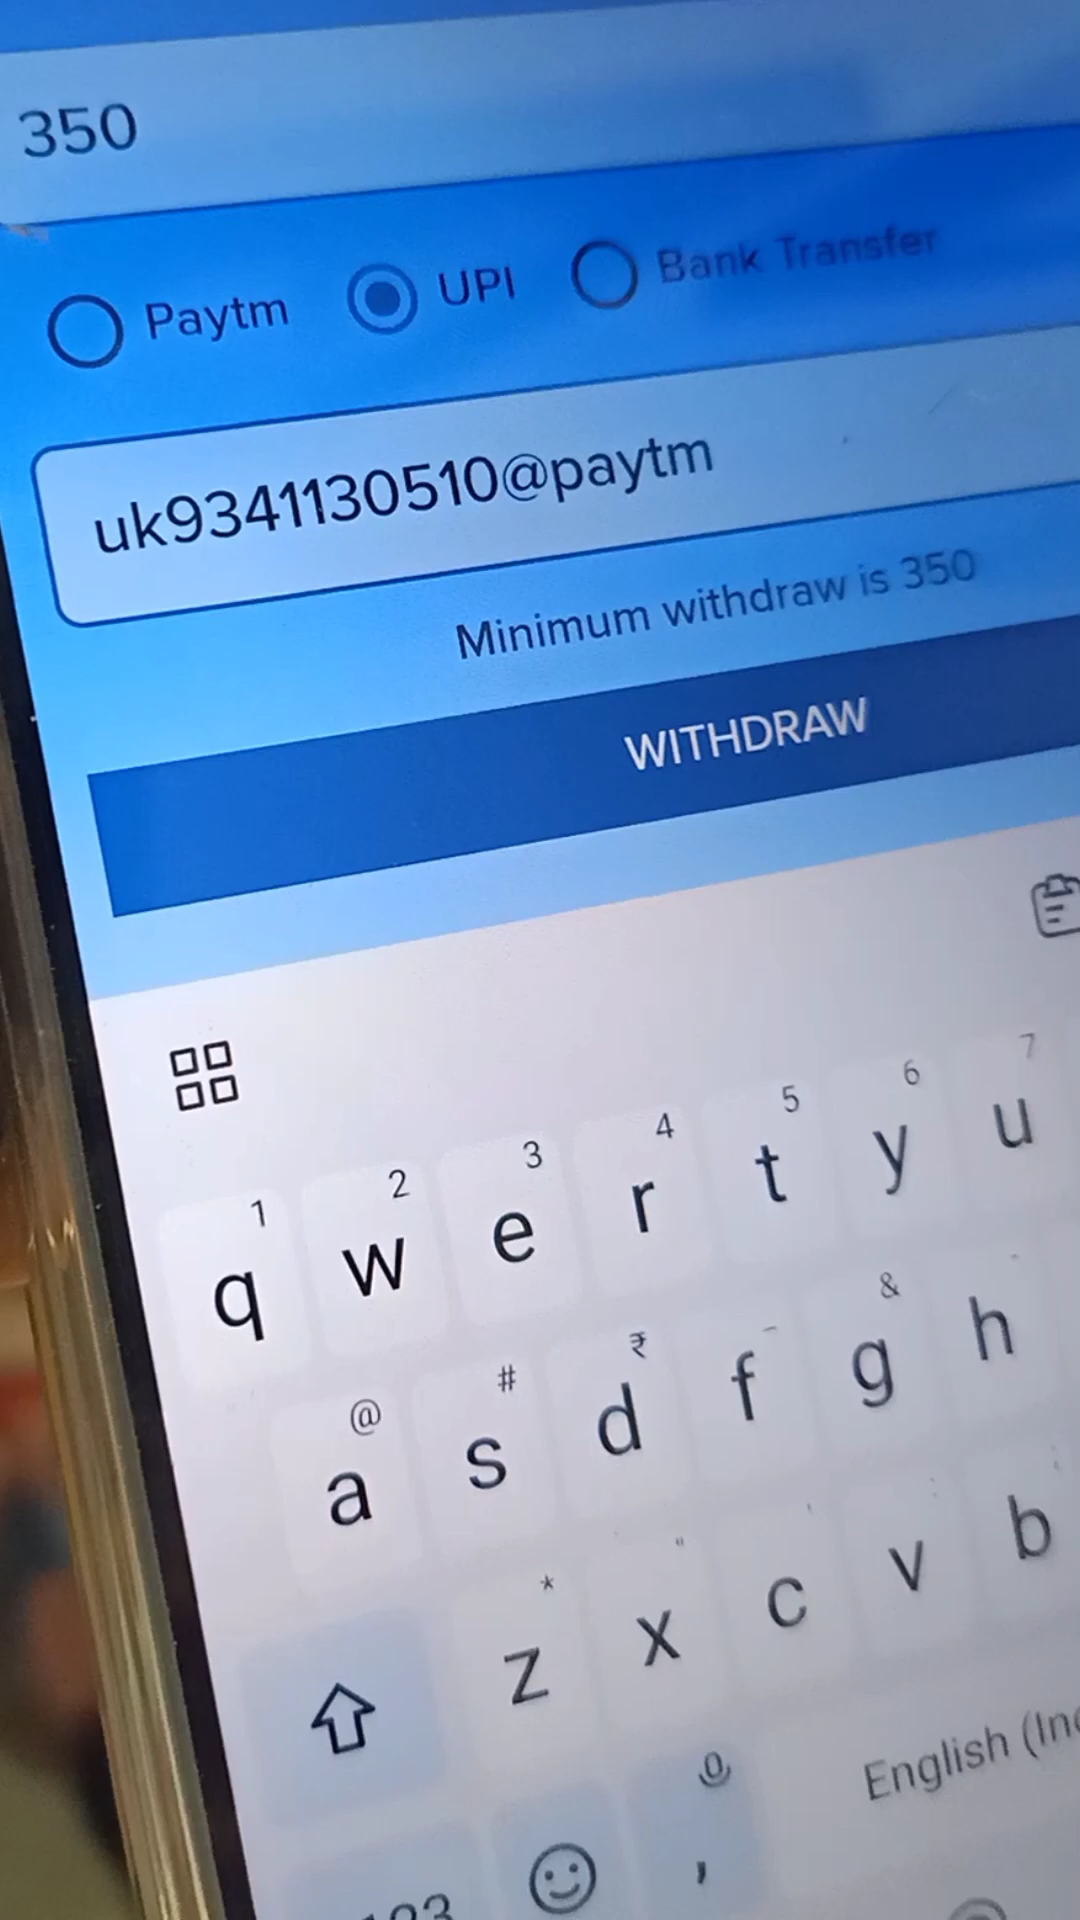 350
Paytm UPI Bank Transfer
uk9341130510@paytm
Minimum withdraw is 350
WITHDRAW
1 2 3 4 5 6 7
q w e r t y u
@ # ₹ &
a s d f g h
*
z x c v b
English
,